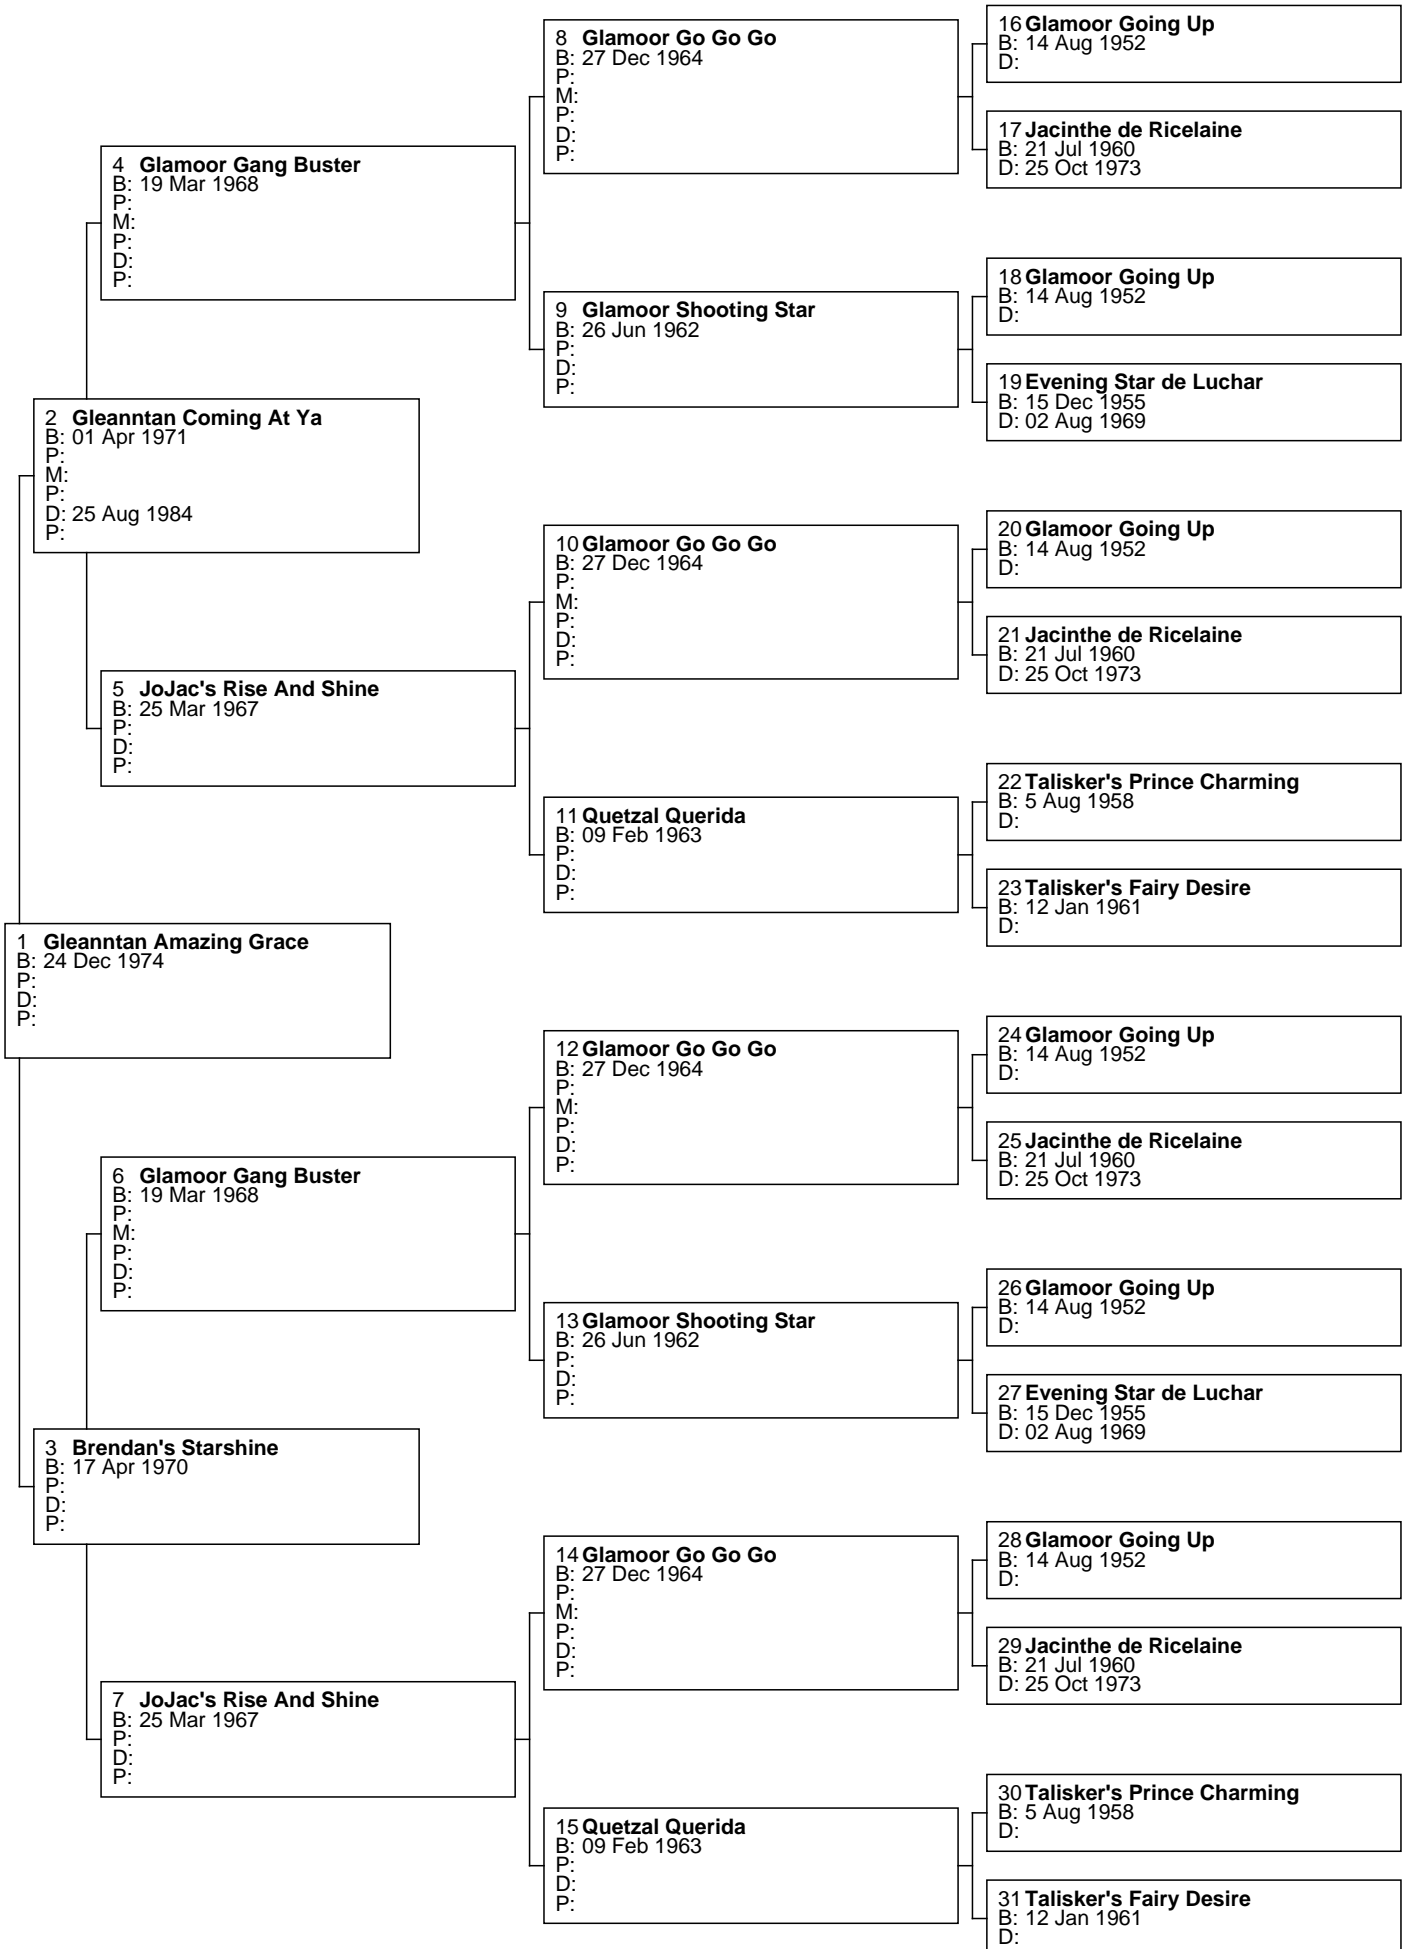 16 Glamoor Going Up
B: 14 Aug 1952
D:
8 Glamoor Go Go Go
B: 27 Dec 1964
P:
M:
P:
D:
P:
17 Jacinthe de Ricelaine
B: 21 Jul 1960
D: 25 Oct 1973
4 Glamoor Gang Buster
B: 19 Mar 1968
P:
M:
P:
D:
P:
18 Glamoor Going Up
B: 14 Aug 1952
D:
9 Glamoor Shooting Star
B: 26 Jun 1962
P:
D:
P:
19 Evening Star de Luchar
B: 15 Dec 1955
D: 02 Aug 1969
2 Gleanntan Coming At Ya
B: 01 Apr 1971
P:
M:
P:
D: 25 Aug 1984
P:
20 Glamoor Going Up
B: 14 Aug 1952
D:
10 Glamoor Go Go Go
B: 27 Dec 1964
P:
M:
P:
D:
P:
21 Jacinthe de Ricelaine
B: 21 Jul 1960
D: 25 Oct 1973
5 JoJac's Rise And Shine
B: 25 Mar 1967
P:
D:
P:
22 Talisker's Prince Charming
B: 5 Aug 1958
D:
11 Quetzal Querida
B: 09 Feb 1963
P:
D:
P:
23 Talisker's Fairy Desire
B: 12 Jan 1961
D:
1 Gleanntan Amazing Grace
B: 24 Dec 1974
P:
D:
P:
24 Glamoor Going Up
B: 14 Aug 1952
D:
12 Glamoor Go Go Go
B: 27 Dec 1964
P:
M:
P:
D:
P:
25 Jacinthe de Ricelaine
B: 21 Jul 1960
D: 25 Oct 1973
6 Glamoor Gang Buster
B: 19 Mar 1968
P:
M:
P:
D:
P:
26 Glamoor Going Up
B: 14 Aug 1952
D:
13 Glamoor Shooting Star
B: 26 Jun 1962
P:
D:
P:
27 Evening Star de Luchar
B: 15 Dec 1955
D: 02 Aug 1969
3 Brendan's Starshine
B: 17 Apr 1970
P:
D:
P:
28 Glamoor Going Up
B: 14 Aug 1952
D:
14 Glamoor Go Go Go
B: 27 Dec 1964
P:
M:
P:
D:
P:
29 Jacinthe de Ricelaine
B: 21 Jul 1960
D: 25 Oct 1973
7 JoJac's Rise And Shine
B: 25 Mar 1967
P:
D:
P:
30 Talisker's Prince Charming
B: 5 Aug 1958
D:
15 Quetzal Querida
B: 09 Feb 1963
P:
D:
P:
31 Talisker's Fairy Desire
B: 12 Jan 1961
D: